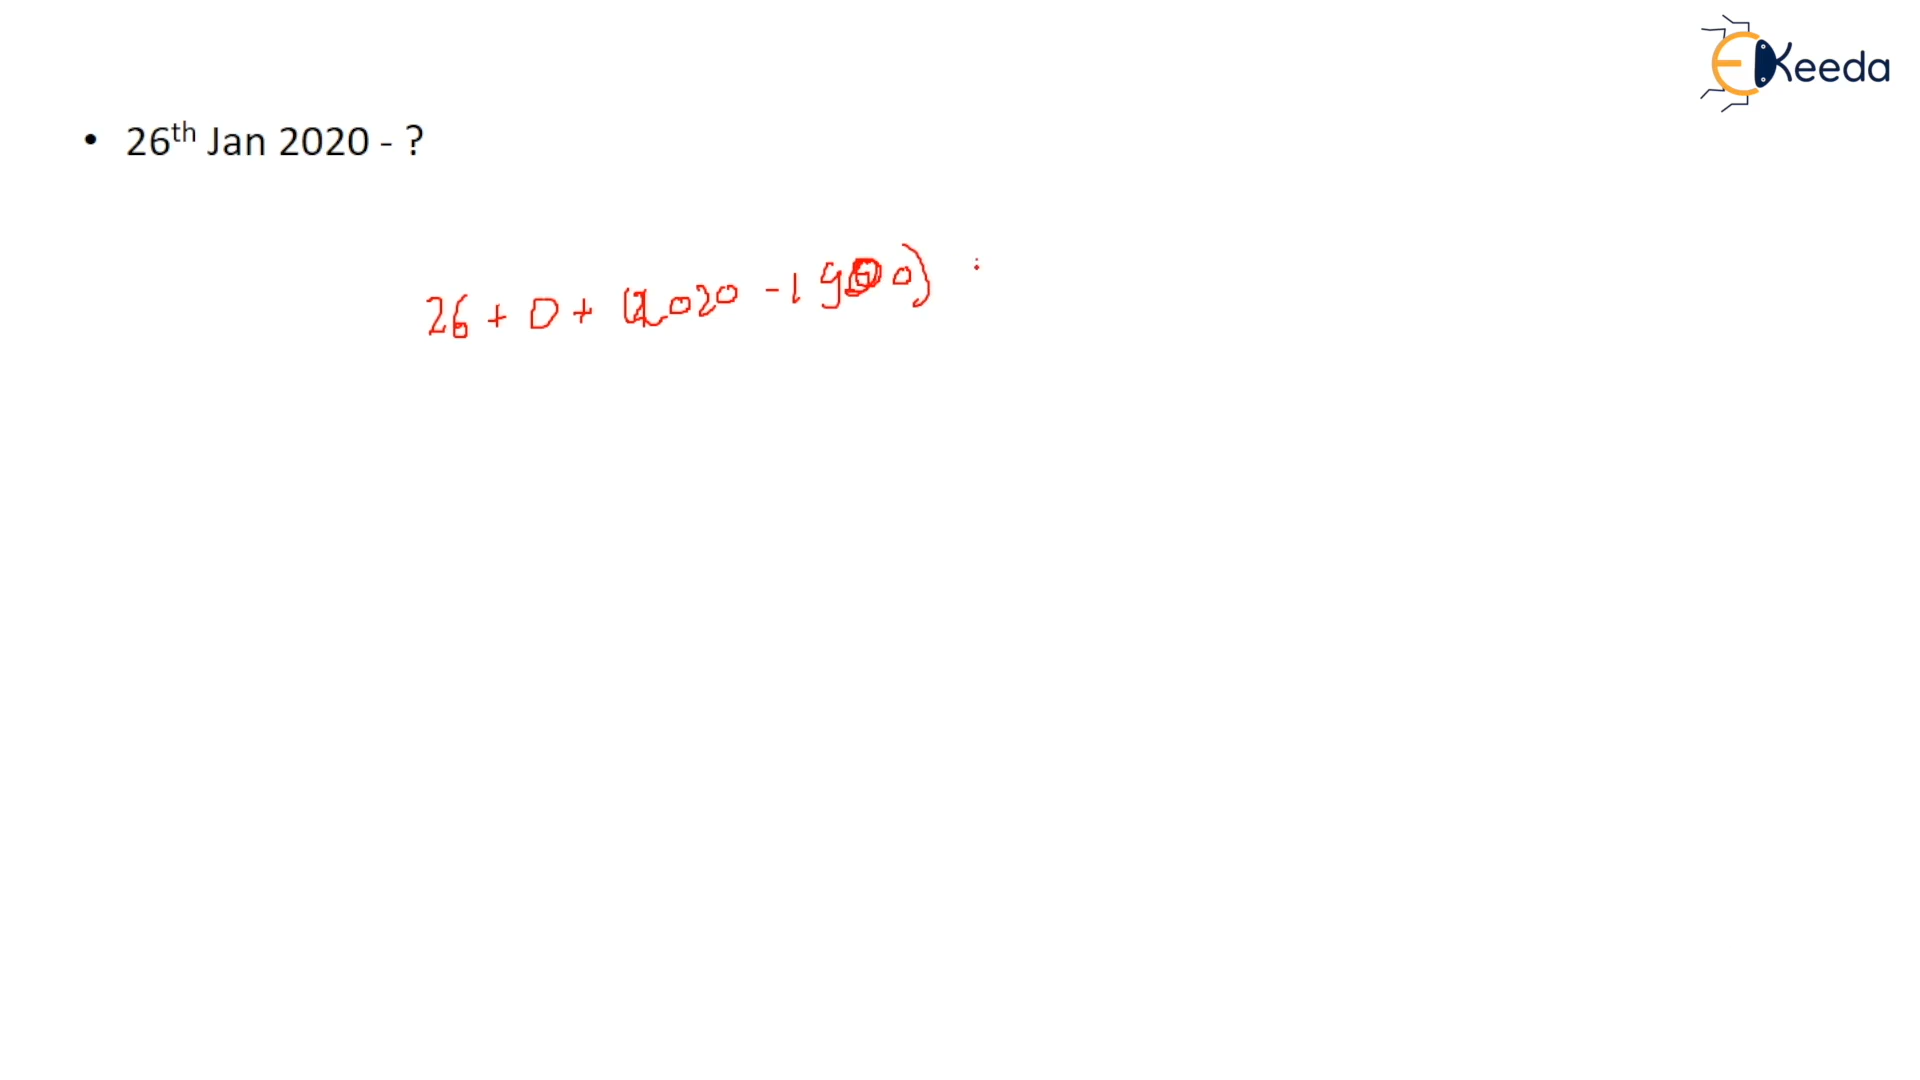 EKeeda
• 26th Jan 2020 - ?
26 + 0 + (2020 - 1900) :